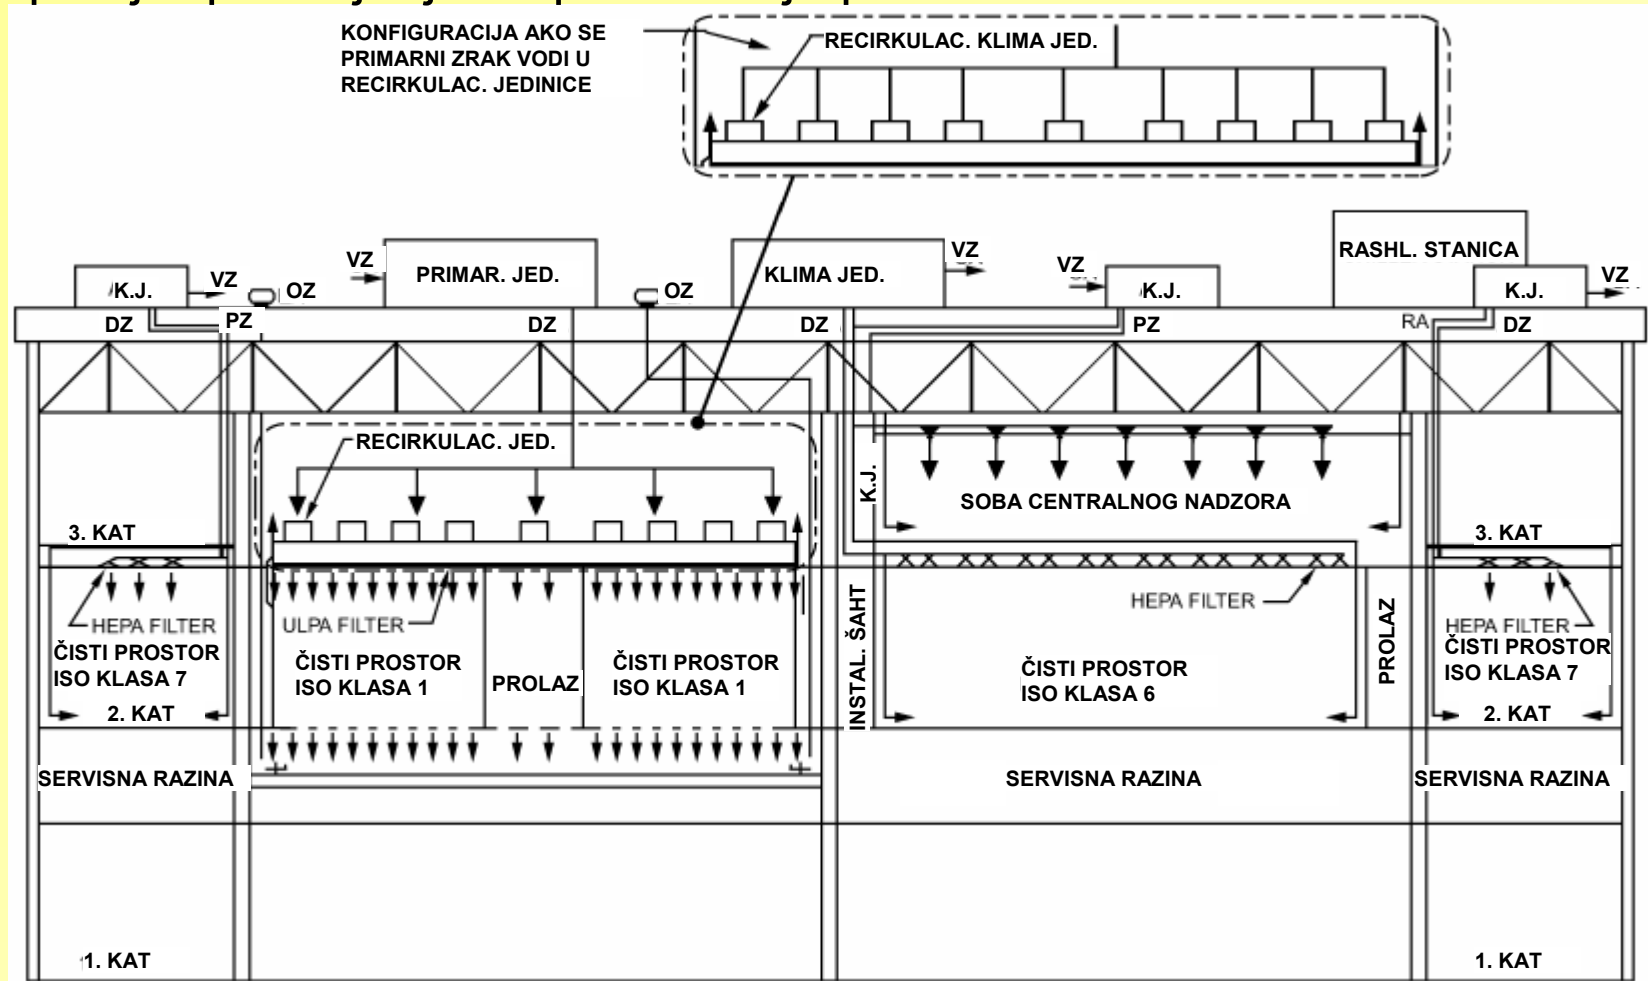 KONFIGURACIJA AKO SE
PRIMARNI ZRAK VODI U
RECIRKULAC. JEDINICE
RECIRKULAC. KLIMA JED.
K.J.
VZ
OZ
VZ
PRIMAR. JED.
OZ
KLIMA JED.
VZ
VZ
K.J.
RASHL. STANICA
K.J.
VZ
DZ
PZ
DZ
DZ
PZ
RA
DZ
RECIRKULAC. JED.
K.J.
SOBA CENTRALNOG NADZORA
3. KAT
3. KAT
HEPA FILTER
ULPA FILTER
HEPA FILTER
HEPA FILTER
ČISTI PROSTOR
ISO KLASA 7
ČISTI PROSTOR
ISO KLASA 1
PROLAZ
ČISTI PROSTOR
ISO KLASA 1
INSTAL. ŠAHT
ČISTI PROSTOR
ISO KLASA 6
PROLAZ
ČISTI PROSTOR
ISO KLASA 7
2. KAT
2. KAT
SERVISNA RAZINA
SERVISNA RAZINA
SERVISNA RAZINA
1. KAT
1. KAT